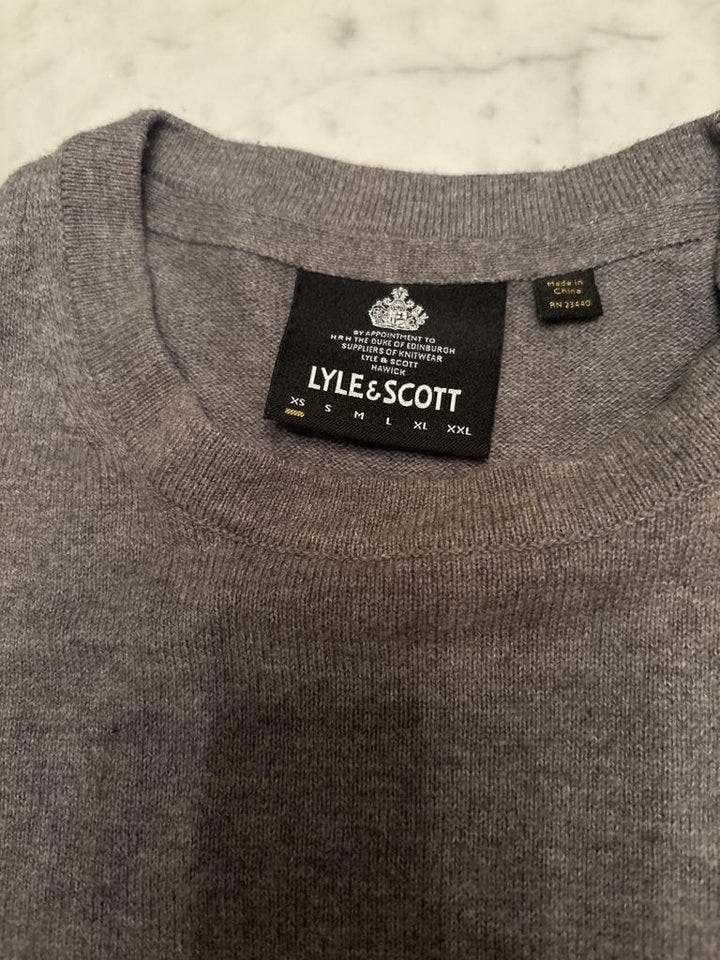 BY APPOINTMENT TO
HRH THE DUKE OF EDINBURGH
SUPPLIERS OF KNITWEAR
LYLE & SCOTT
HAWICK
LYLE & SCOTT
XS S M L XL XXL
Made in
China
RN 23440